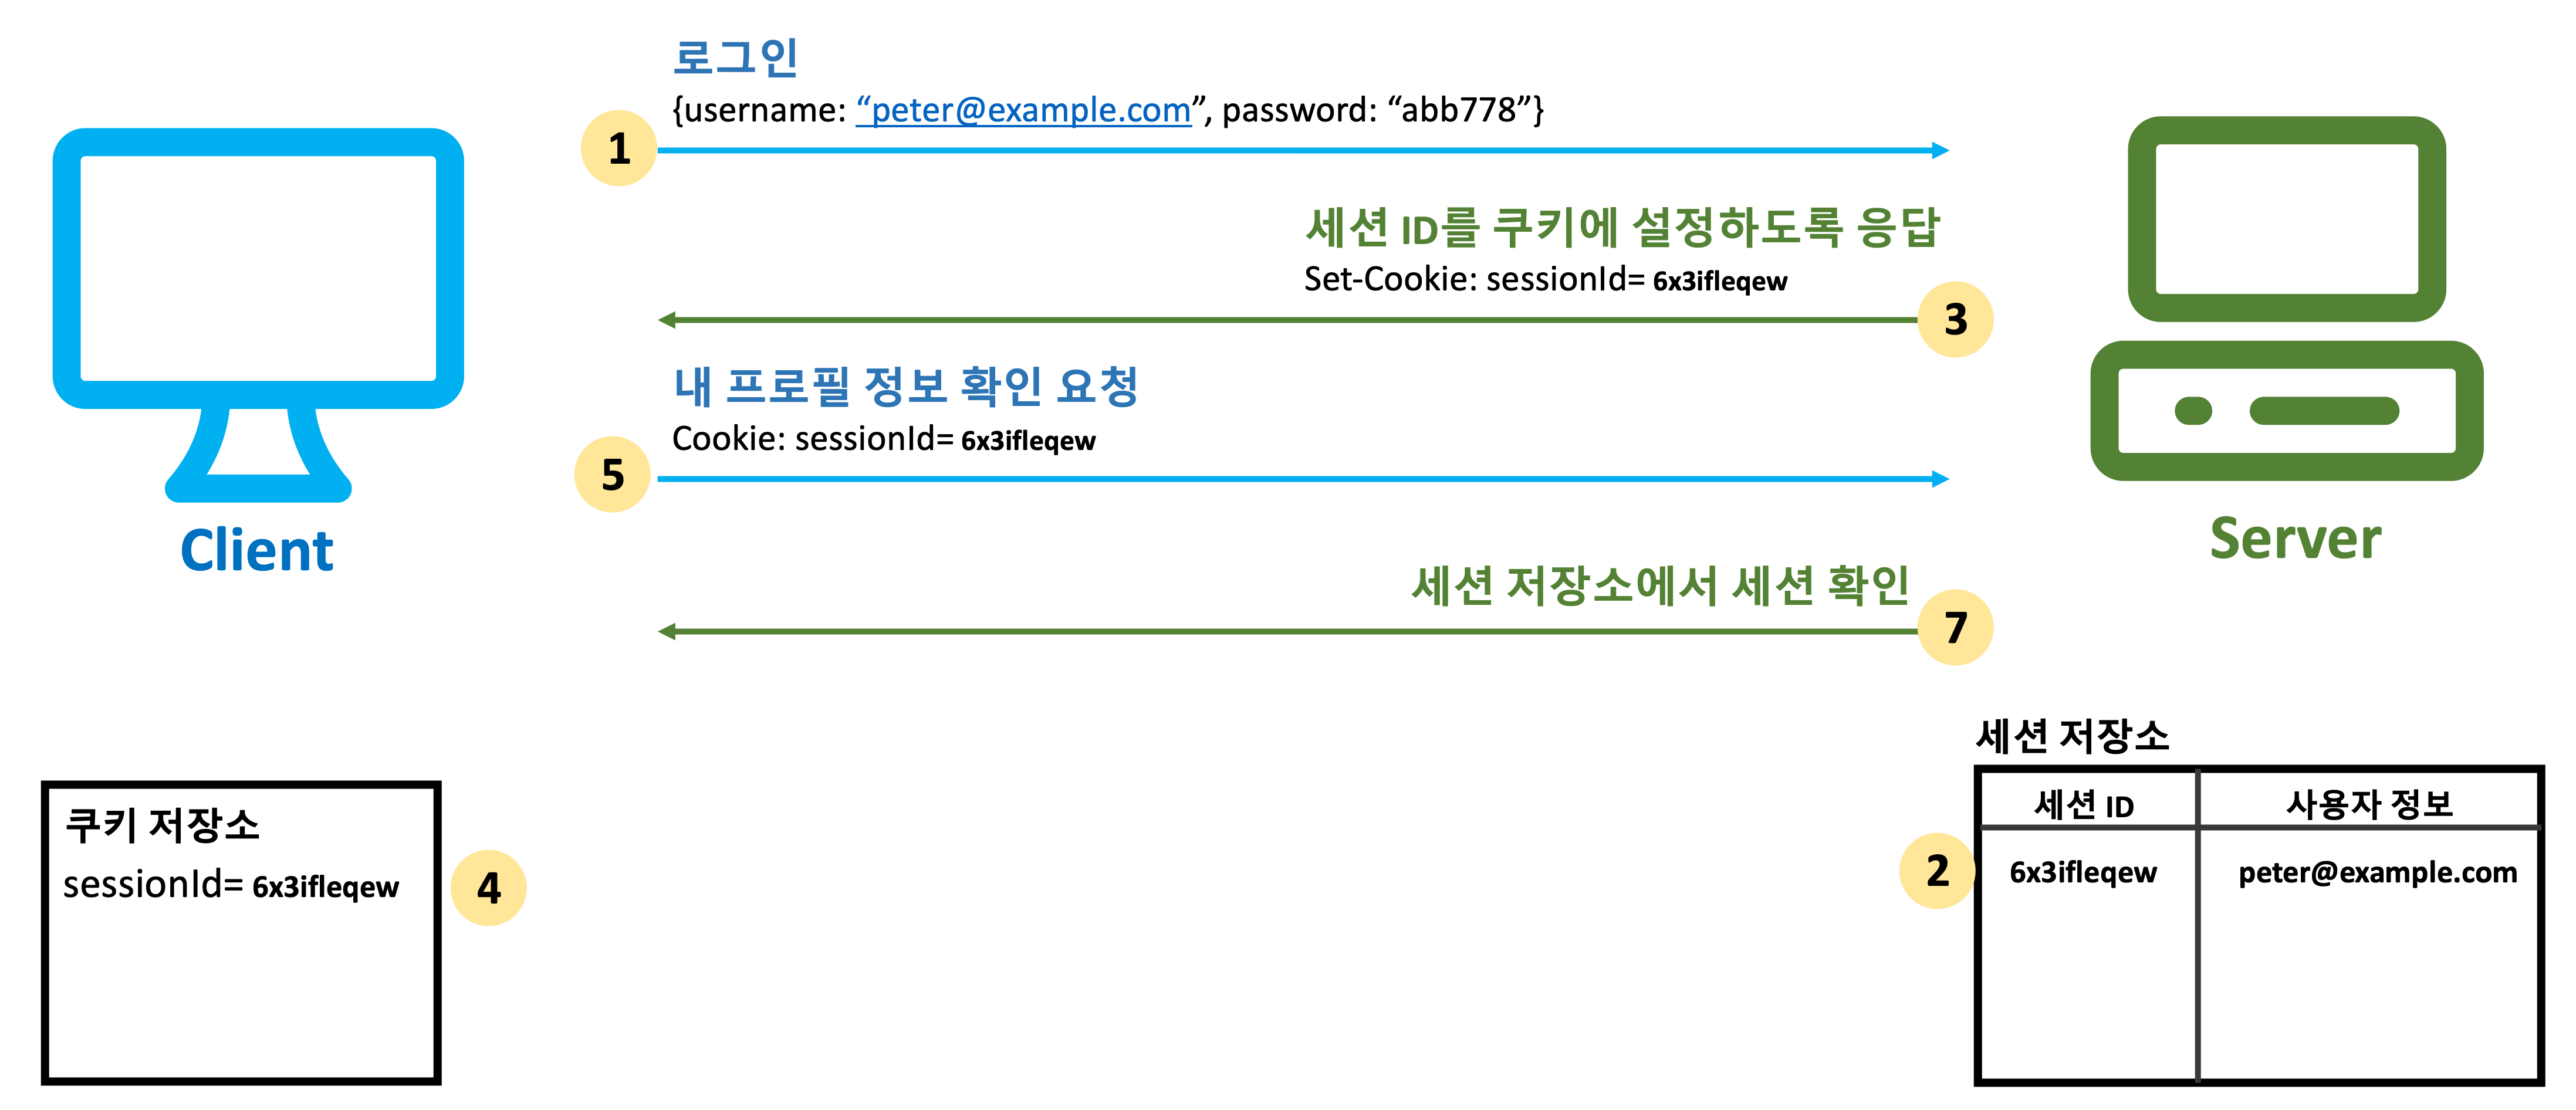 로그인
{username: “peter@example.com”, password: “abb778”}
1
세션 ID를 쿠키에 설정하도록 응답
Set-Cookie: sessionId= 6x3ifleqew
3
내 프로필 정보 확인 요청
Cookie: sessionId= 6x3ifleqew
5
Client
Server
세션 저장소에서 세션 확인
7
세션 저장소
세션 ID 사용자 정보
2
6x3ifleqew peter@example.com
쿠키 저장소
sessionId= 6x3ifleqew
4